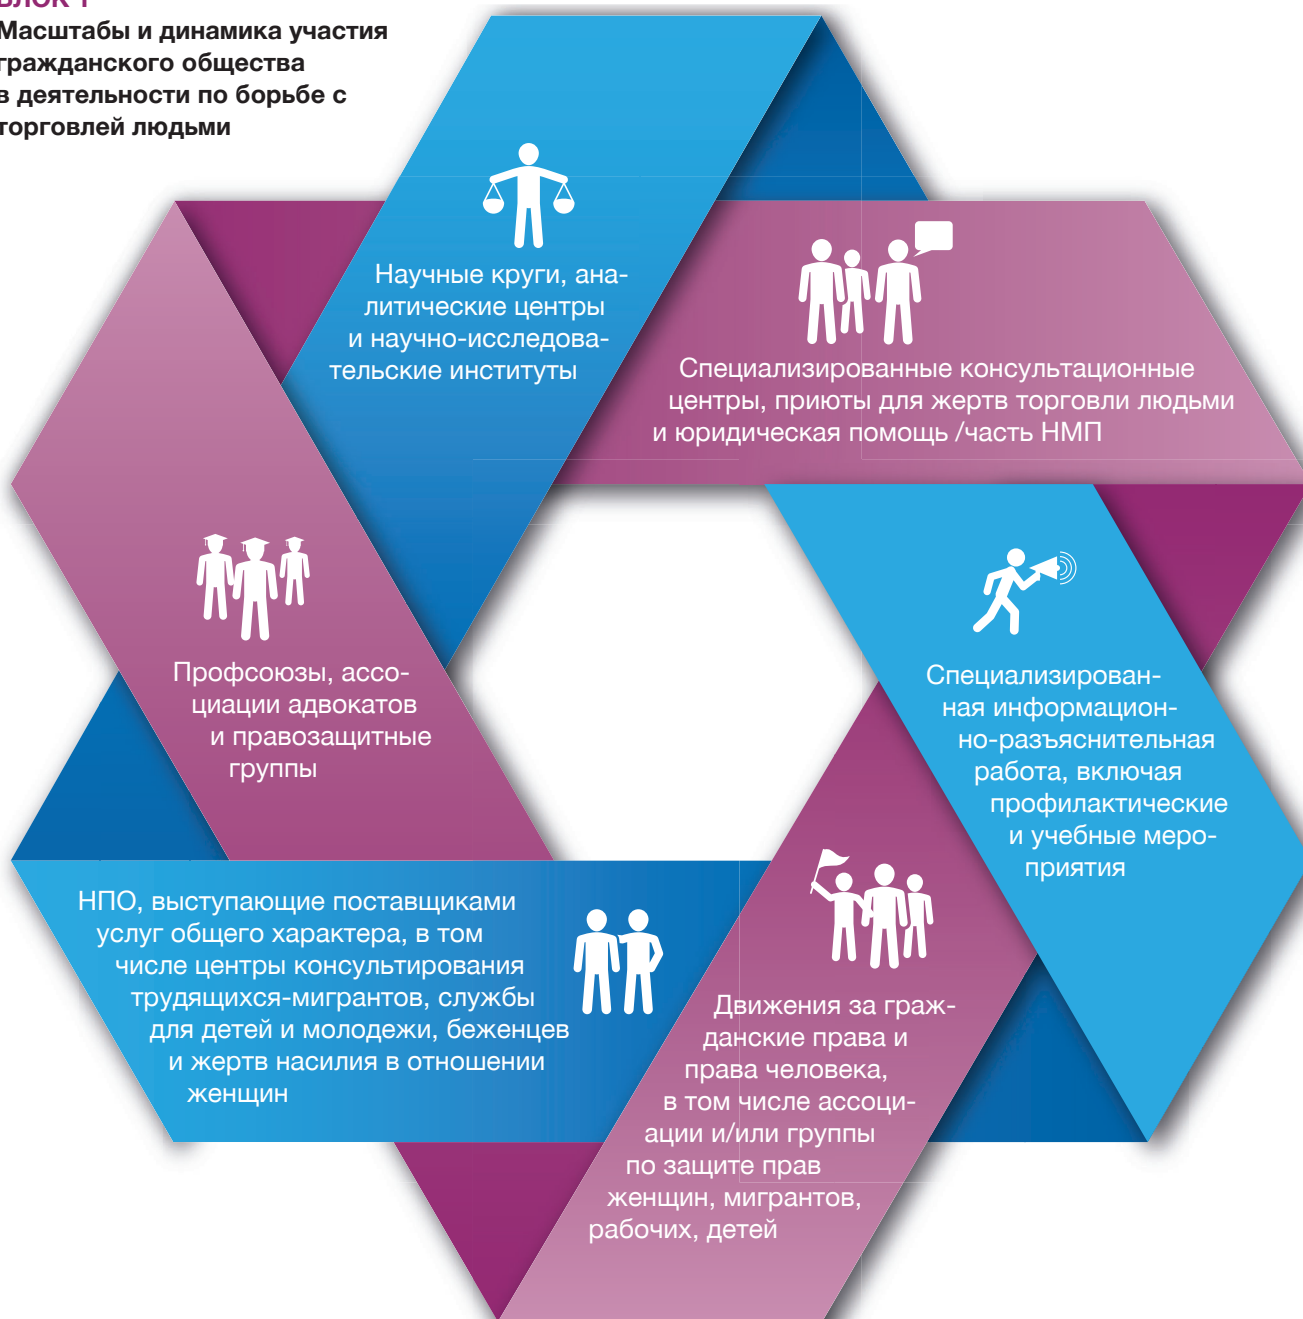 БЛОК 1
Масштабы и динамика участия
гражданского общества
в деятельности по борьбе с
торговлей людьми
Научные круги, ана-
литические центры
и научно-исследова-
тельские институты
Специализированные консультационные
центры, приюты для жертв торговли людьми
и юридическая помощь /часть НМП
Специализирован-
ная информацион-
но-разъяснительная
работа, включая
профилактические
и учебные меро-
приятия
Движения за граж-
данские права и
права человека,
в том числе ассоци-
ации и/или группы
по защите прав
женщин, мигрантов,
рабочих, детей
НПО, выступающие поставщиками
услуг общего характера, в том
числе центры консультирования
трудящихся-мигрантов, службы
для детей и молодежи, беженцев
и жертв насилия в отношении
женщин
Профсоюзы, ассо-
циации адвокатов
и правозащитные
группы